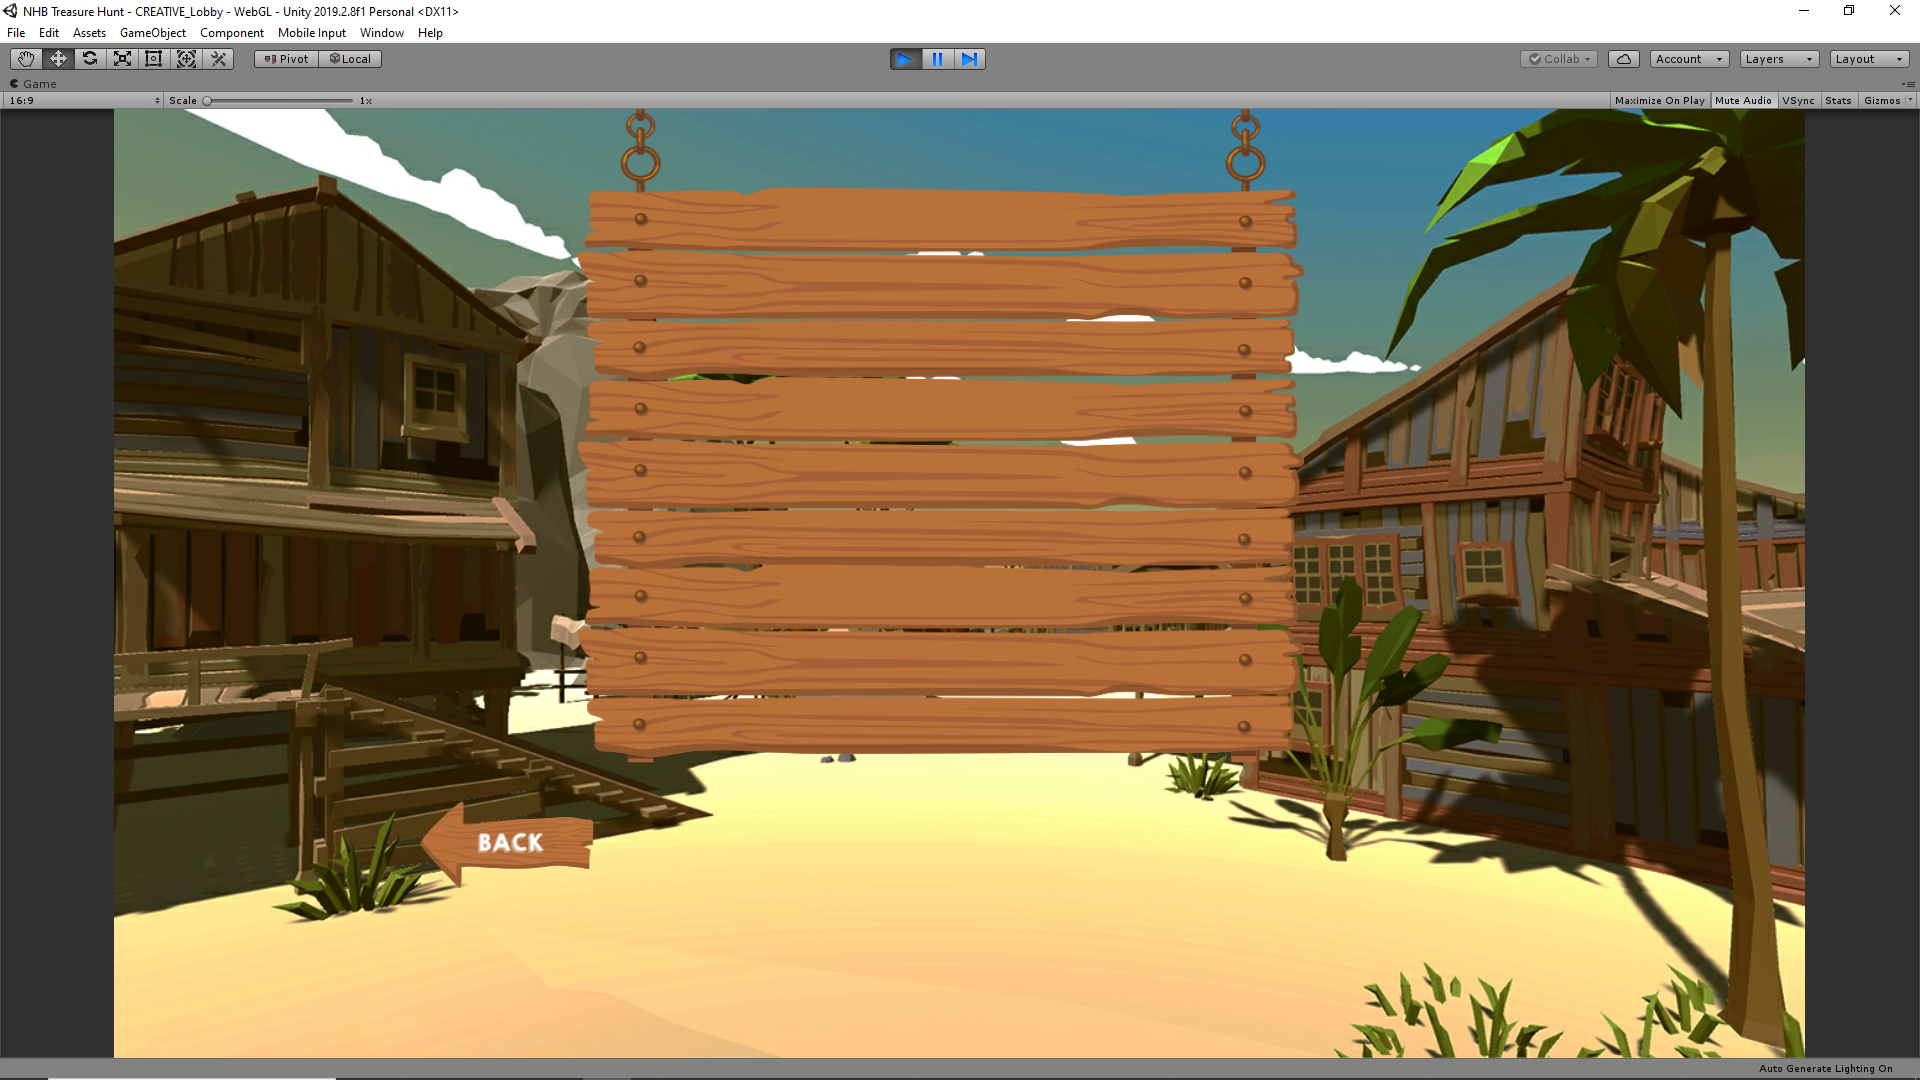 NHB Treasure Hunt - CREATIVE_Lobby - WebGL - Unity 2019.2.8f1 Personal <DX11>
File Edit Assets GameObject Component Mobile Input Window Help
Pivot Local Collab Account Layers Layout
Game
16:9 Scale 1x Maximize On Play Mute Audio VSync Stats Gizmos
BACK
Auto Generate Lighting On